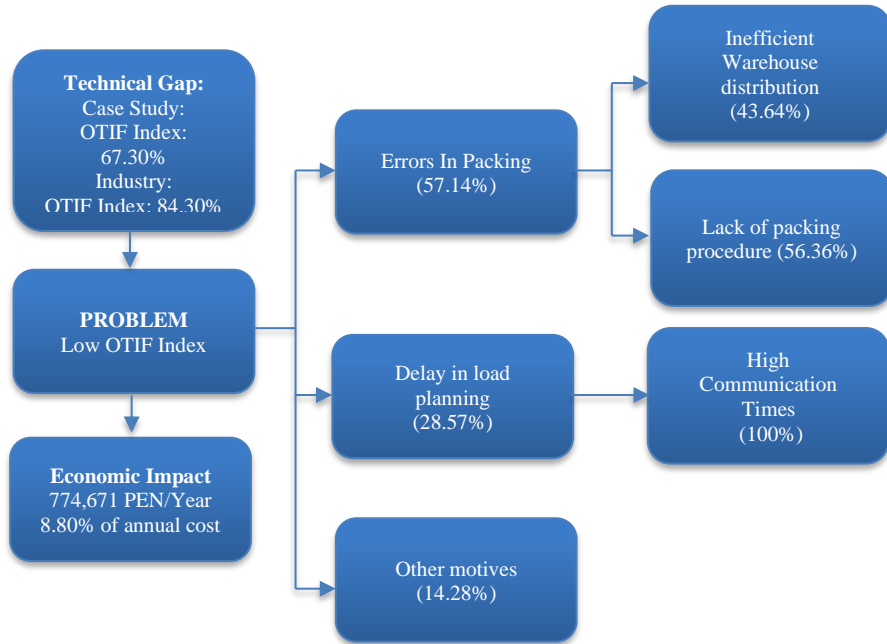 Technical Gap:
Case Study:
OTIF Index:
67.30%
Industry:
OTIF Index: 84.30%
PROBLEM
Low OTIF Index
Economic Impact
774,671 PEN/Year
8.80% of annual cost
Errors In Packing
(57.14%)
Delay in load
planning
(28.57%)
Other motives
(14.28%)
Inefficient
Warehouse
distribution
(43.64%)
Lack of packing
procedure (56.36%)
High
Communication
Times
(100%)